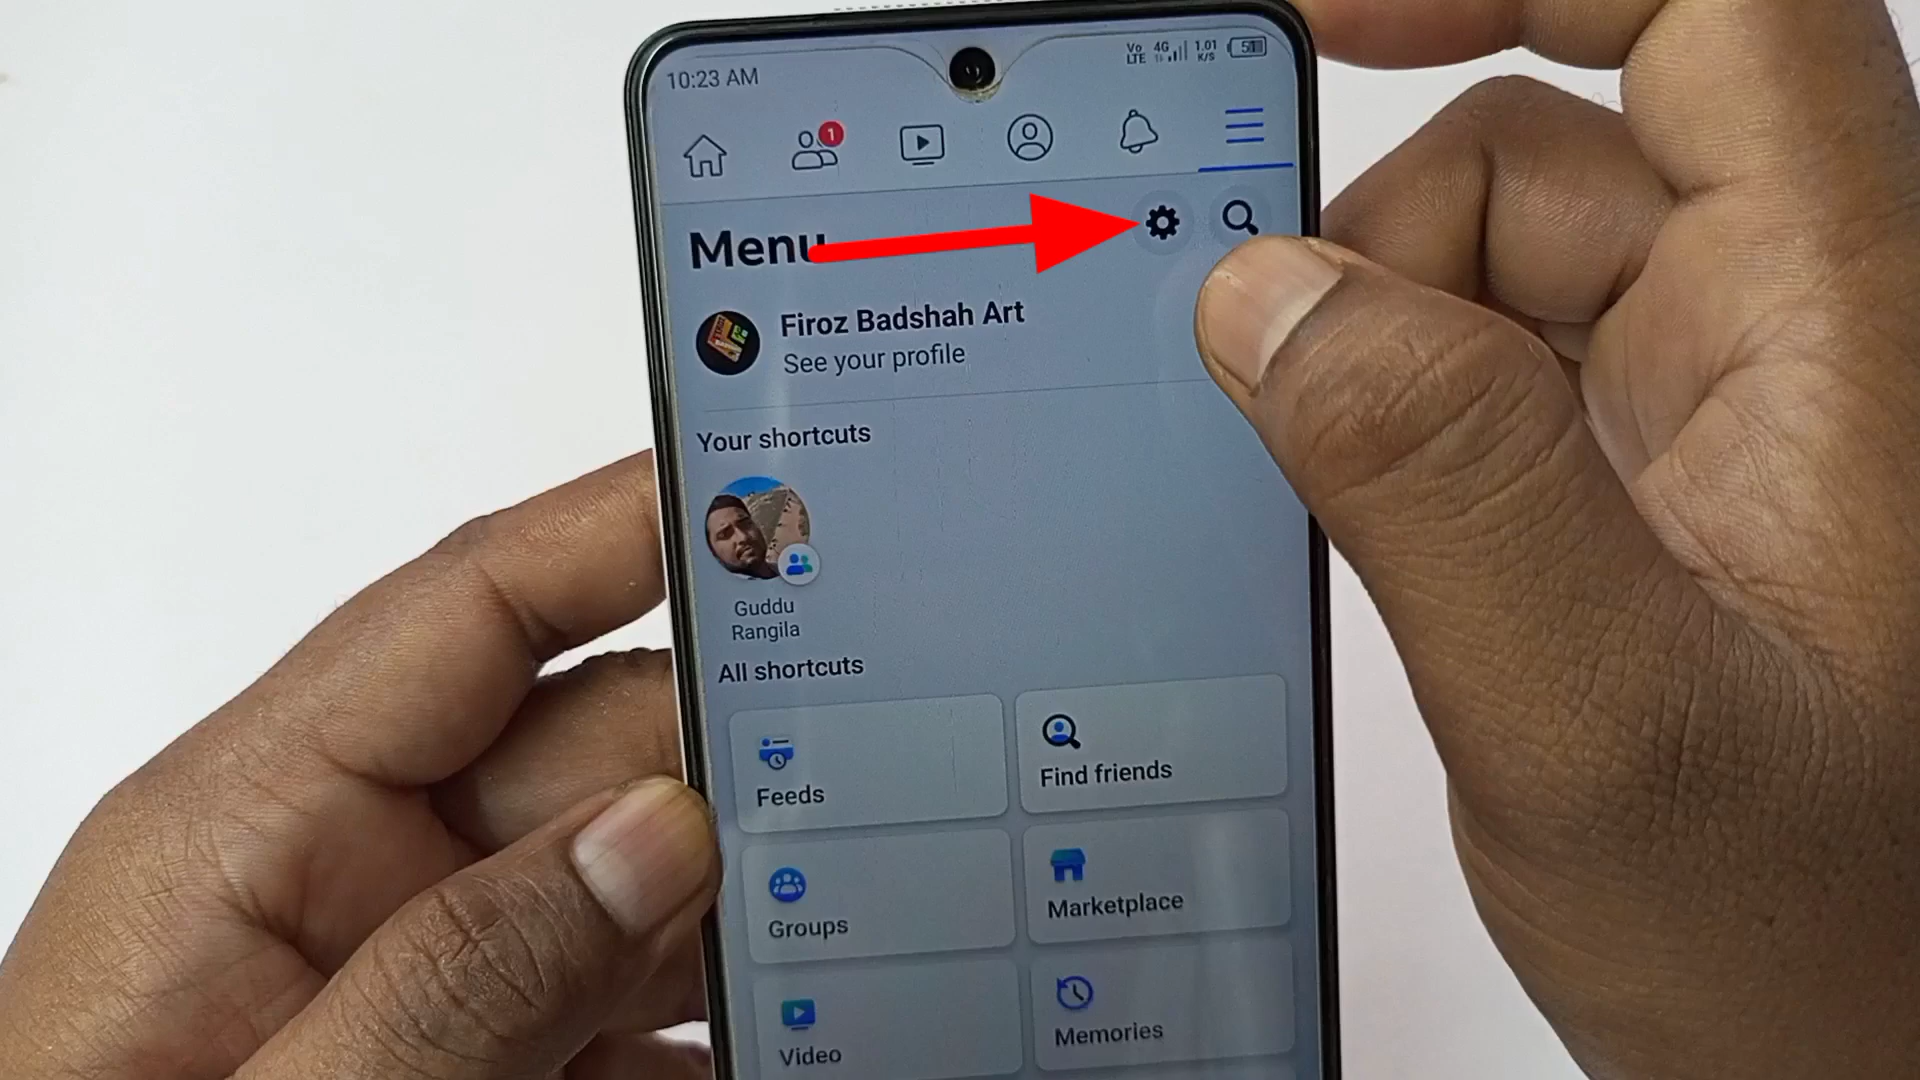 10:23 AM
Vo LTE 4G 1.01 K/S 51
1
Menu
Firoz Badshah Art
See your profile
Your shortcuts
Guddu
Rangila
All shortcuts
Feeds
Find friends
Groups
Marketplace
Video
Memories